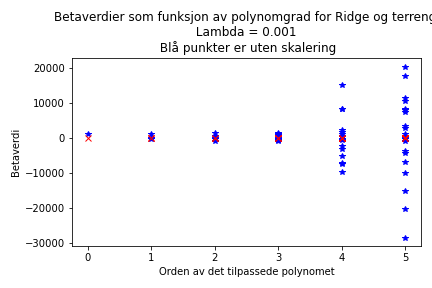 Betaverdier som funksjon av polynomgrad for Ridge og terreng
Lambda = 0.001
Blå punkter er uten skalering
20000
10000
0
−10000
−20000
−30000
Betaverdi
0 1 2 3 4 5
Orden av det tilpassede polynomet